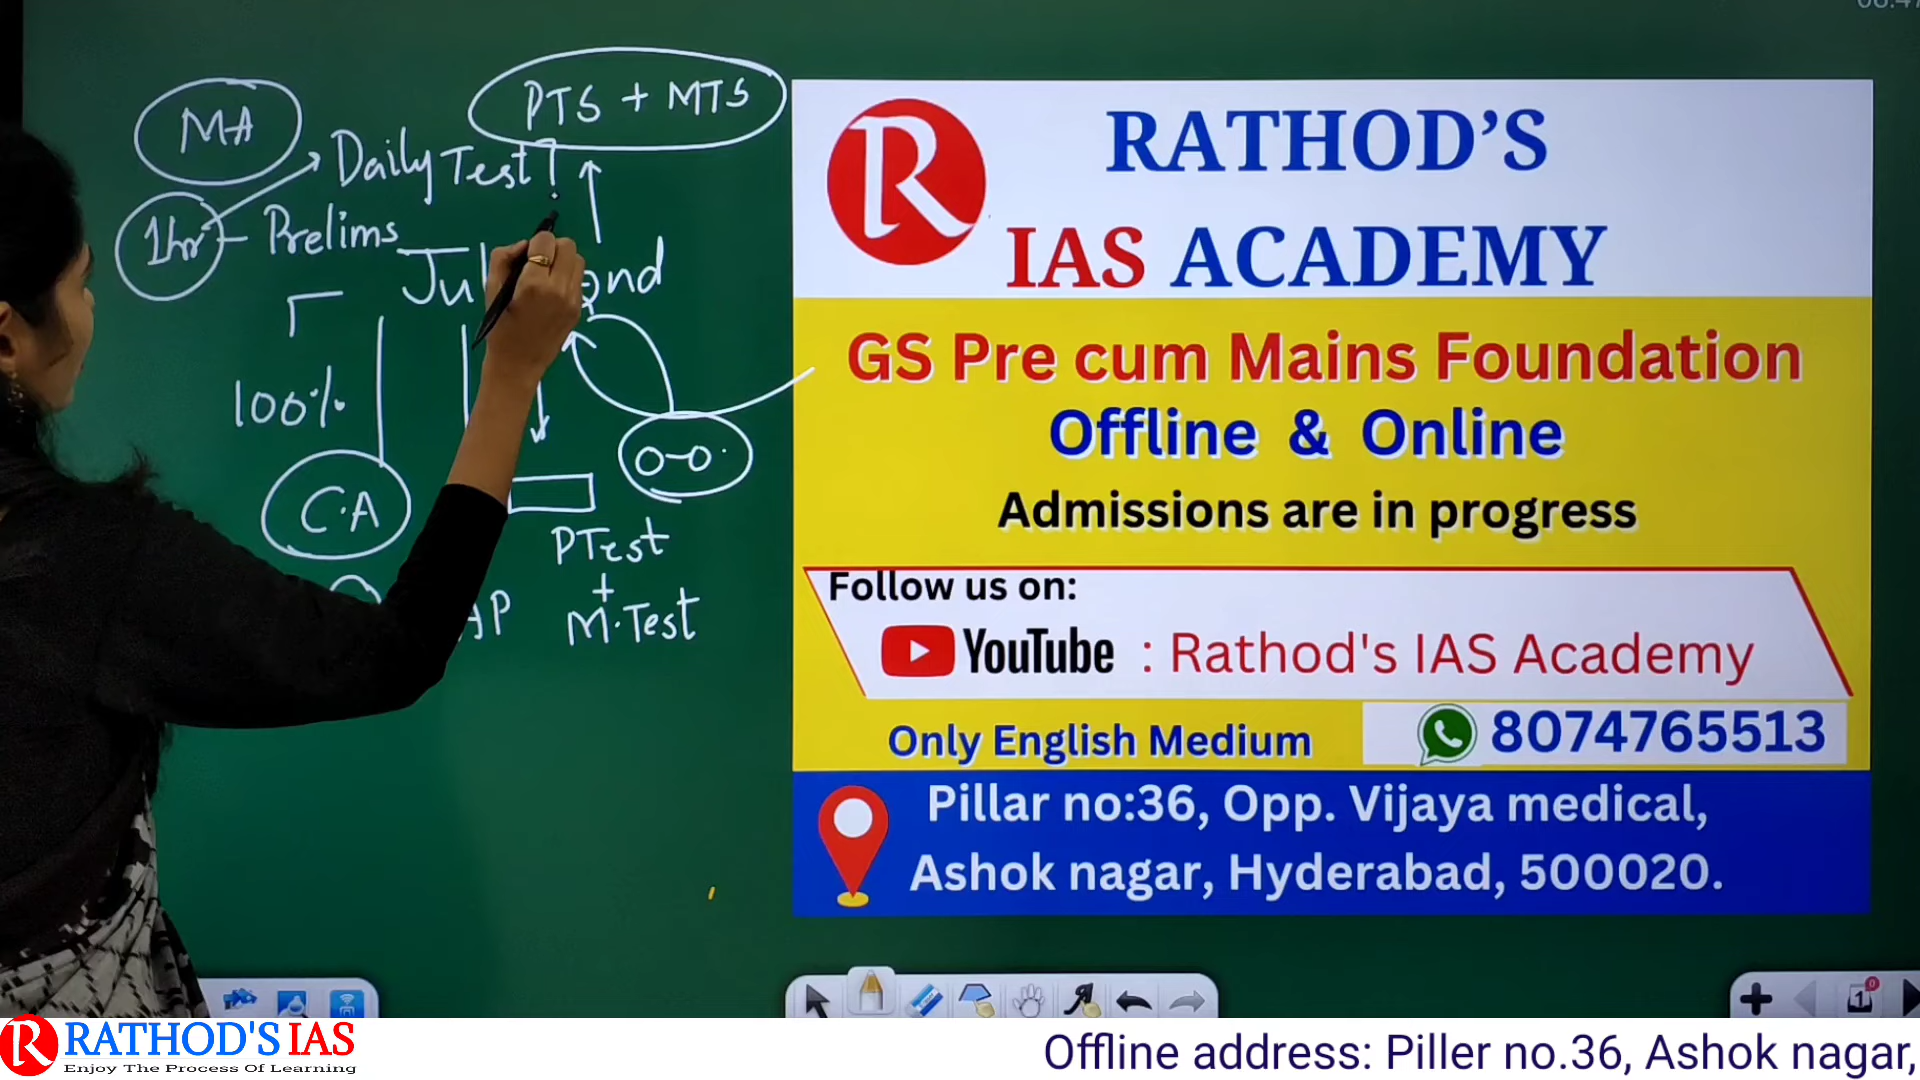 MA
PTS + MTS
Daily Test
1hr - Prelims
100%
C.A
PTest
+
M.Test
AP
RATHOD'S
IAS ACADEMY
GS Pre cum Mains Foundation
Offline & Online
Admissions are in progress
Follow us on:
YouTube : Rathod's IAS Academy
Only English Medium
8074765513
Pillar no:36, Opp. Vijaya medical,
Ashok nagar, Hyderabad, 500020.
1
0
R RATHOD'S IAS
Enjoy The Process Of Learning
Offline address: Piller no.36, Ashok nagar,